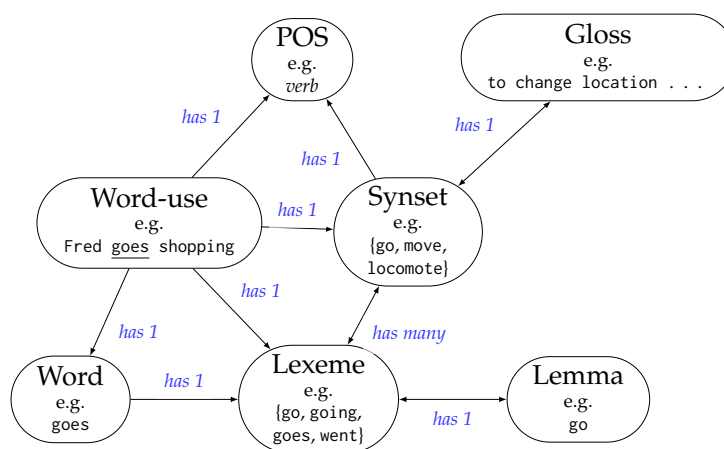 POS
e.g.
verb
Gloss
e.g.
to change location . . .
has 1
has 1
has 1
Word-use
e.g.
Fred goes shopping
has 1
Synset
e.g.
{go, move,
locomote}
has 1
has 1
has many
Word
e.g.
goes
has 1
Lexeme
e.g.
{go, going,
goes, went}
has 1
Lemma
e.g.
go